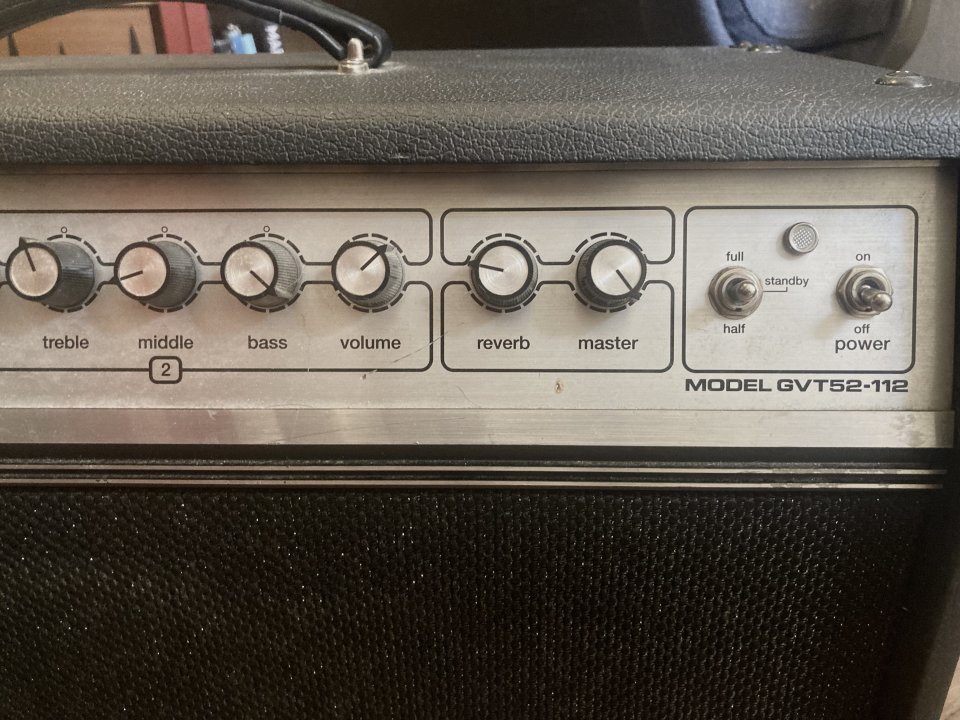 full
on
standby
half
off
treble
middle
bass
volume
reverb
master
power
2
MODEL GVT52-112